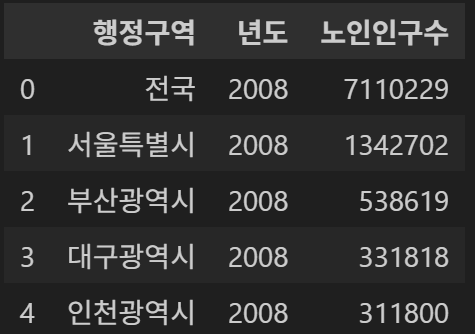 행정구역 년도 노인인구수
0 전국 2008 7110229
1 서울특별시 2008 1342702
2 부산광역시 2008 538619
3 대구광역시 2008 331818
4 인천광역시 2008 311800